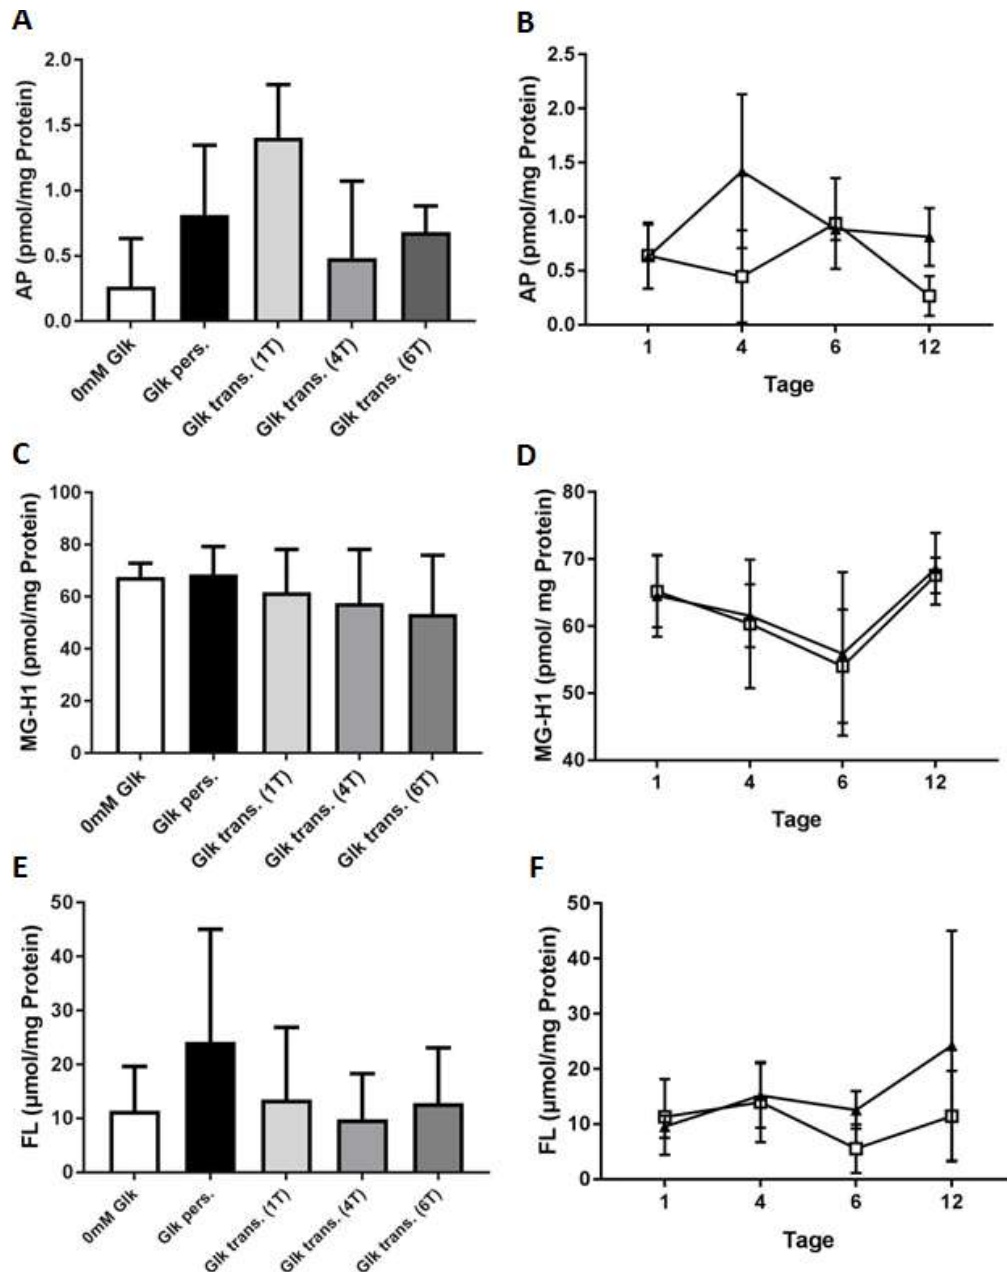 A
AP (pmol/mg Protein)
2.0
1.5
1.0
0.5
0.0
0mM Glk
Glk pers.
Glk trans. (1T)
Glk trans. (4T)
Glk trans. (6T)
B
AP (pmol/mg Protein)
2.5
2.0
1.5
1.0
0.5
0.0
1 4 6 12
Tage
C
MG-H1 (pmol/mg Protein)
100
80
60
40
20
0
0mM Glk
Glk pers.
Glk trans. (1T)
Glk trans. (4T)
Glk trans. (6T)
D
MG-H1 (pmol/ mg Protein)
80
70
60
50
40
1 4 6 12
Tage
E
FL (µmol/mg Protein)
50
40
30
20
10
0
0mM Glk
Glk pers.
Glk trans. (1T)
Glk trans. (4T)
Glk trans. (6T)
F
FL (µmol/mg Protein)
50
40
30
20
10
0
1 4 6 12
Tage